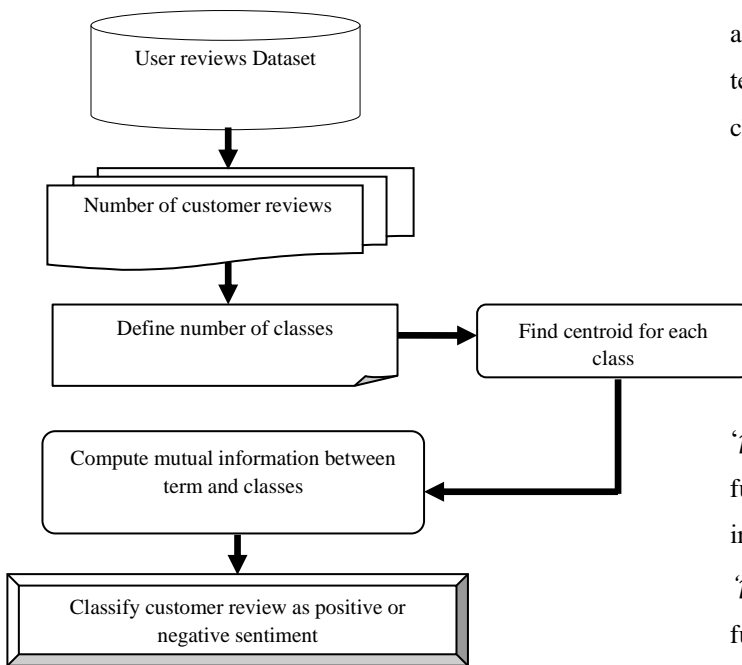 User reviews Dataset
Number of customer reviews
Define number of classes
Find centroid for each
class
Compute mutual information between
term and classes
Classify customer review as positive or
negative sentiment